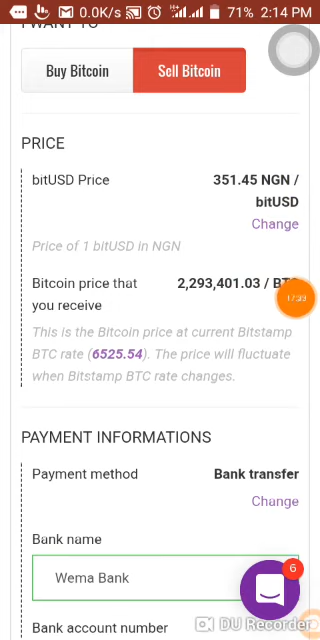 0.0K/s 71% 2:14 PM
I WANT TO
Buy Bitcoin Sell Bitcoin
PRICE
bitUSD Price 351.45 NGN /
bitUSD
Change
Price of 1 bitUSD in NGN
Bitcoin price that 2,293,401.03 / BTC
you receive
This is the Bitcoin price at current Bitstamp
BTC rate (6525.54). The price will fluctuate
when Bitstamp BTC rate changes.
PAYMENT INFORMATIONS
Payment method Bank transfer
Change
Bank name
Wema Bank
6
Bank account number
DU Recorder